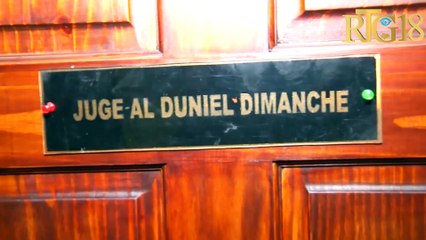 RTG18
JUGE AL DUNIEL DIMANCHE